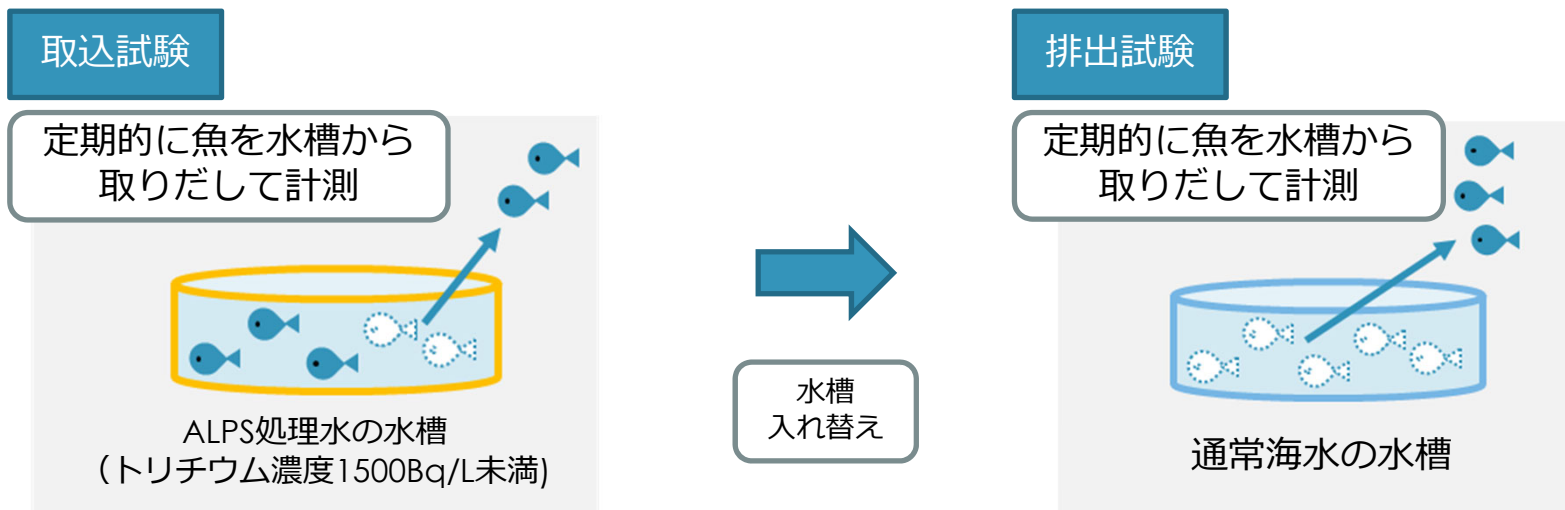 取込試験
定期的に魚を水槽から
取りだして計測
ALPS処理水の水槽
（トリチウム濃度1500Bq/L未満)
水槽
入れ替え
排出試験
定期的に魚を水槽から
取りだして計測
通常海水の水槽